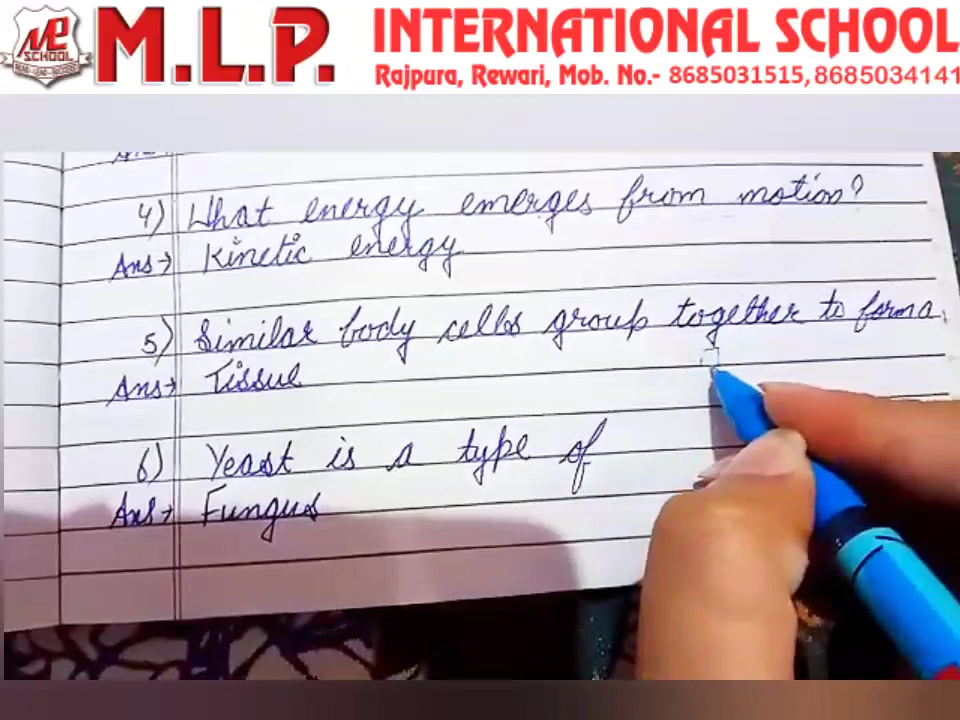 M.L.P. INTERNATIONAL SCHOOL
SCHOOL
Rajpura, Rewari, Mob. No.- 8685031515, 8685034141
4) What energy emerges from motion?
Ans→ Kinetic energy
5) Similar body cells group together to form a
Ans→ Tissue
6) Yeast is a type of
Ans→ Fungus